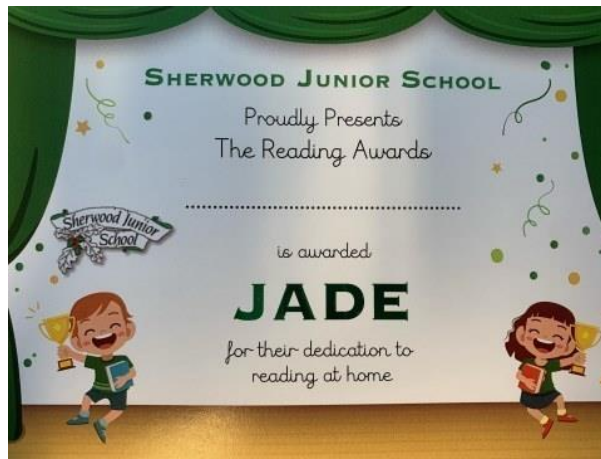 SHERWOOD JUNIOR SCHOOL
Proudly Presents
The Reading Awards
..........................................................
Sherwood Junior
School
is awarded
JADE
for their dedication to
reading at home